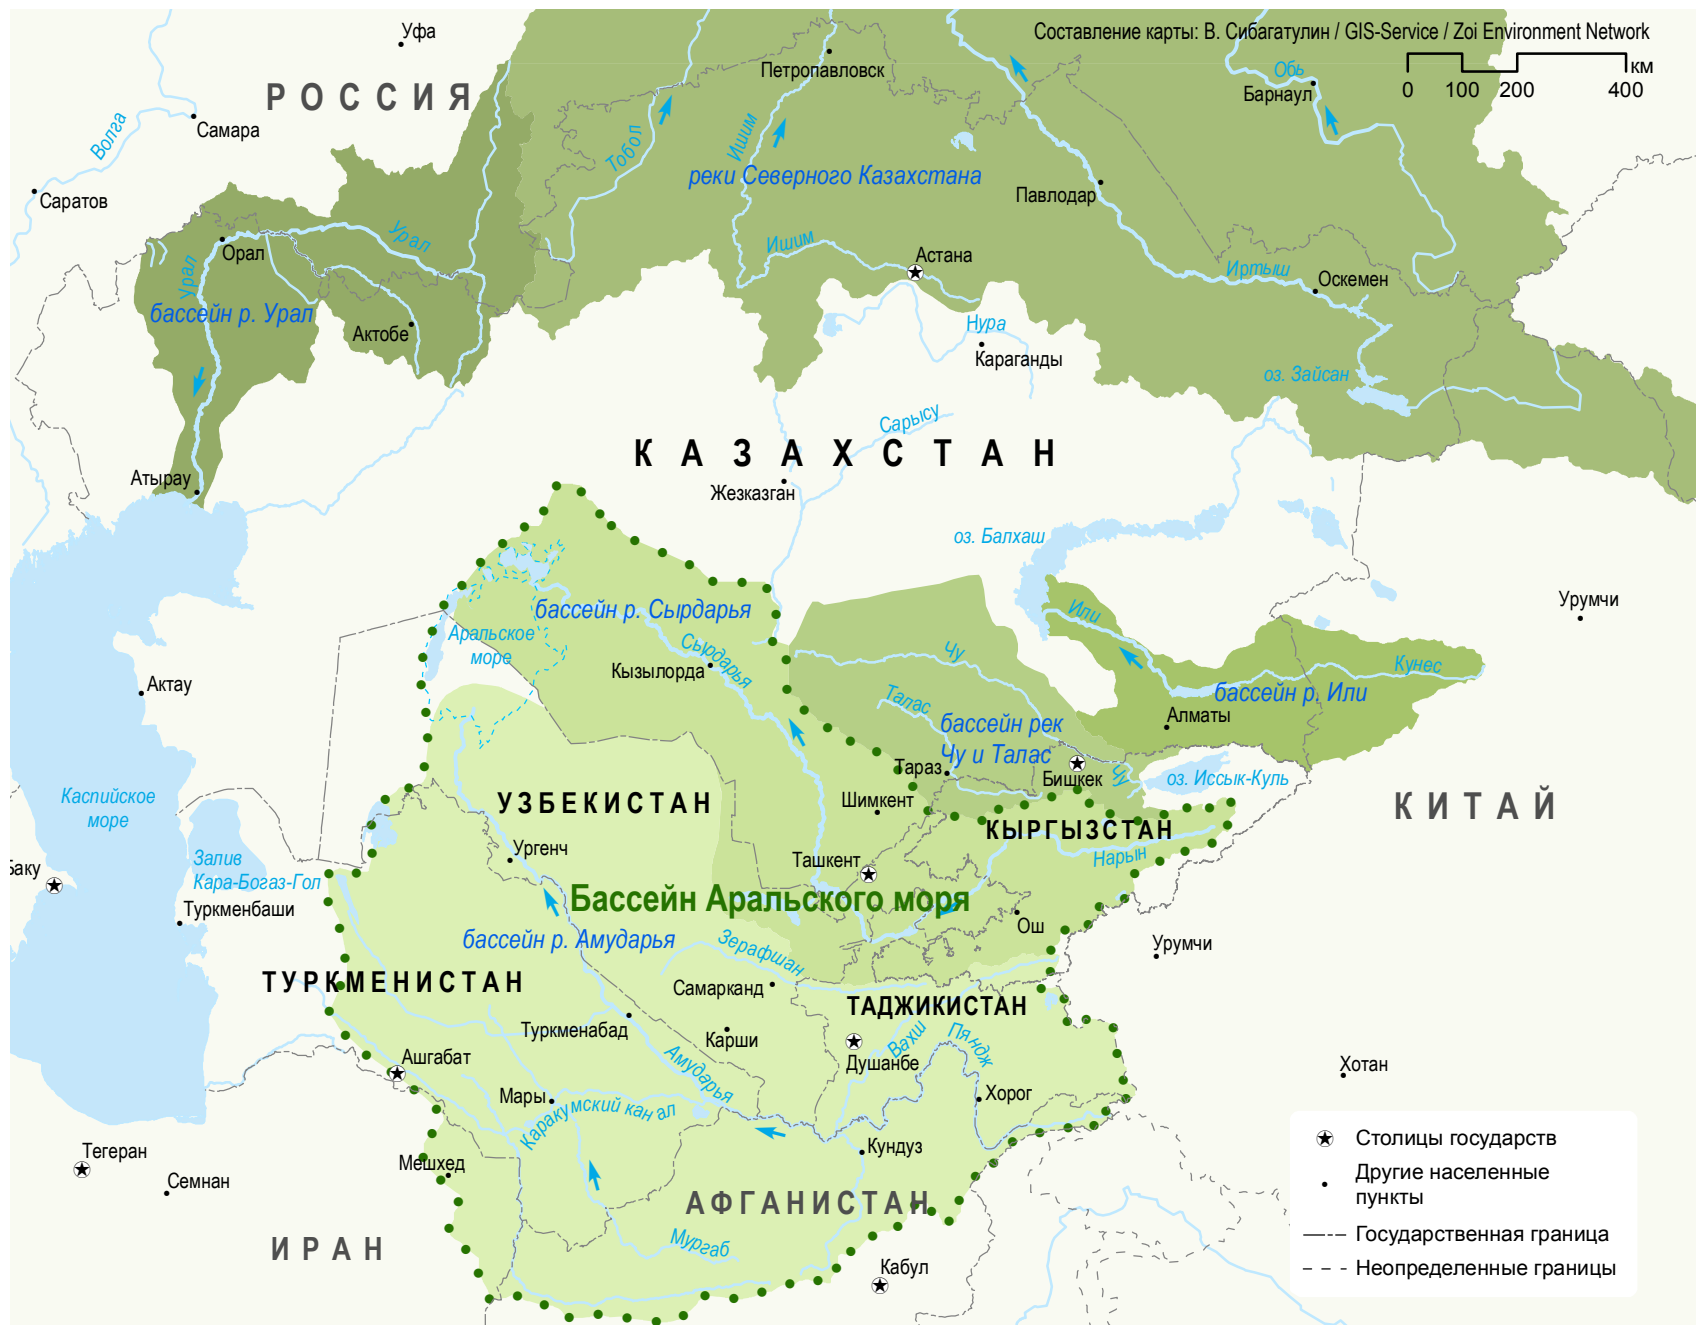 Составление карты: В. Сибагатулин / GIS-Service / Zoi Environment Network
км
0 100 200 400
Уфа
РОССИЯ
Самара
Волга
Саратов
Петропавловск
Обь
Барнаул
Тобол
Ишим
реки Северного Казахстана
Павлодар
Урал
Орал
Урал
Ишим
Астана
Иртыш
Оскемен
бассейн р. Урал
Актобе
Нура
Караганды
оз. Зайсан
Сарысу
КАЗАХСТАН
Атырау
Жезказган
оз. Балхаш
Урумчи
бассейн р. Сырдарья
Или
Аральское
море
Сырдарья
Кызылорда
Чу
Кунес
Актау
Талас
бассейн р. Или
бассейн рек
Чу и Талас
Алматы
Тараз
Бишкек
Чу
оз. Иссык-Куль
Каспийское
море
УЗБЕКИСТАН
Шимкент
КИТАЙ
КЫРГЫЗСТАН
Ургенч
Ташкент
Нарын
Залив
Кара-Богаз-Гол
Баку
Туркменбаши
Бассейн Аральского моря
Ош
бассейн р. Амударья
Зерафшан
Урумчи
ТУРКМЕНИСТАН
Самарканд
ТАДЖИКИСТАН
Туркменабад
Карши
Вахш
Пяндж
Ашгабат
Душанбе
Амударья
Хотан
Мары
Каракумский канал
Хорог
Тегеран
Кундуз
Мешхед
Семнан
АФГАНИСТАН
Мургаб
ИРАН
Кабул
Столицы государств
Другие населенные
пункты
Государственная граница
Неопределенные границы